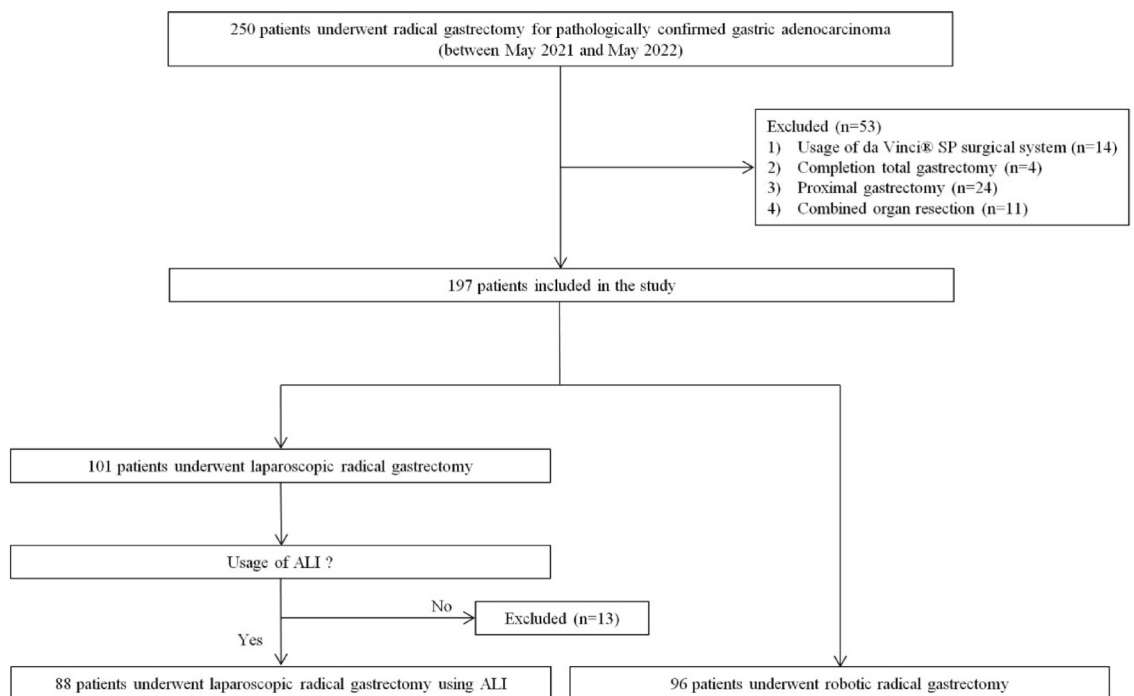 250 patients underwent radical gastrectomy for pathologically confirmed gastric adenocarcinoma
(between May 2021 and May 2022)
Excluded (n=53)
1) Usage of da Vinci® SP surgical system (n=14)
2) Completion total gastrectomy (n=4)
3) Proximal gastrectomy (n=24)
4) Combined organ resection (n=11)
197 patients included in the study
101 patients underwent laparoscopic radical gastrectomy
Usage of ALI ?
No
Excluded (n=13)
Yes
88 patients underwent laparoscopic radical gastrectomy using ALI
96 patients underwent robotic radical gastrectomy